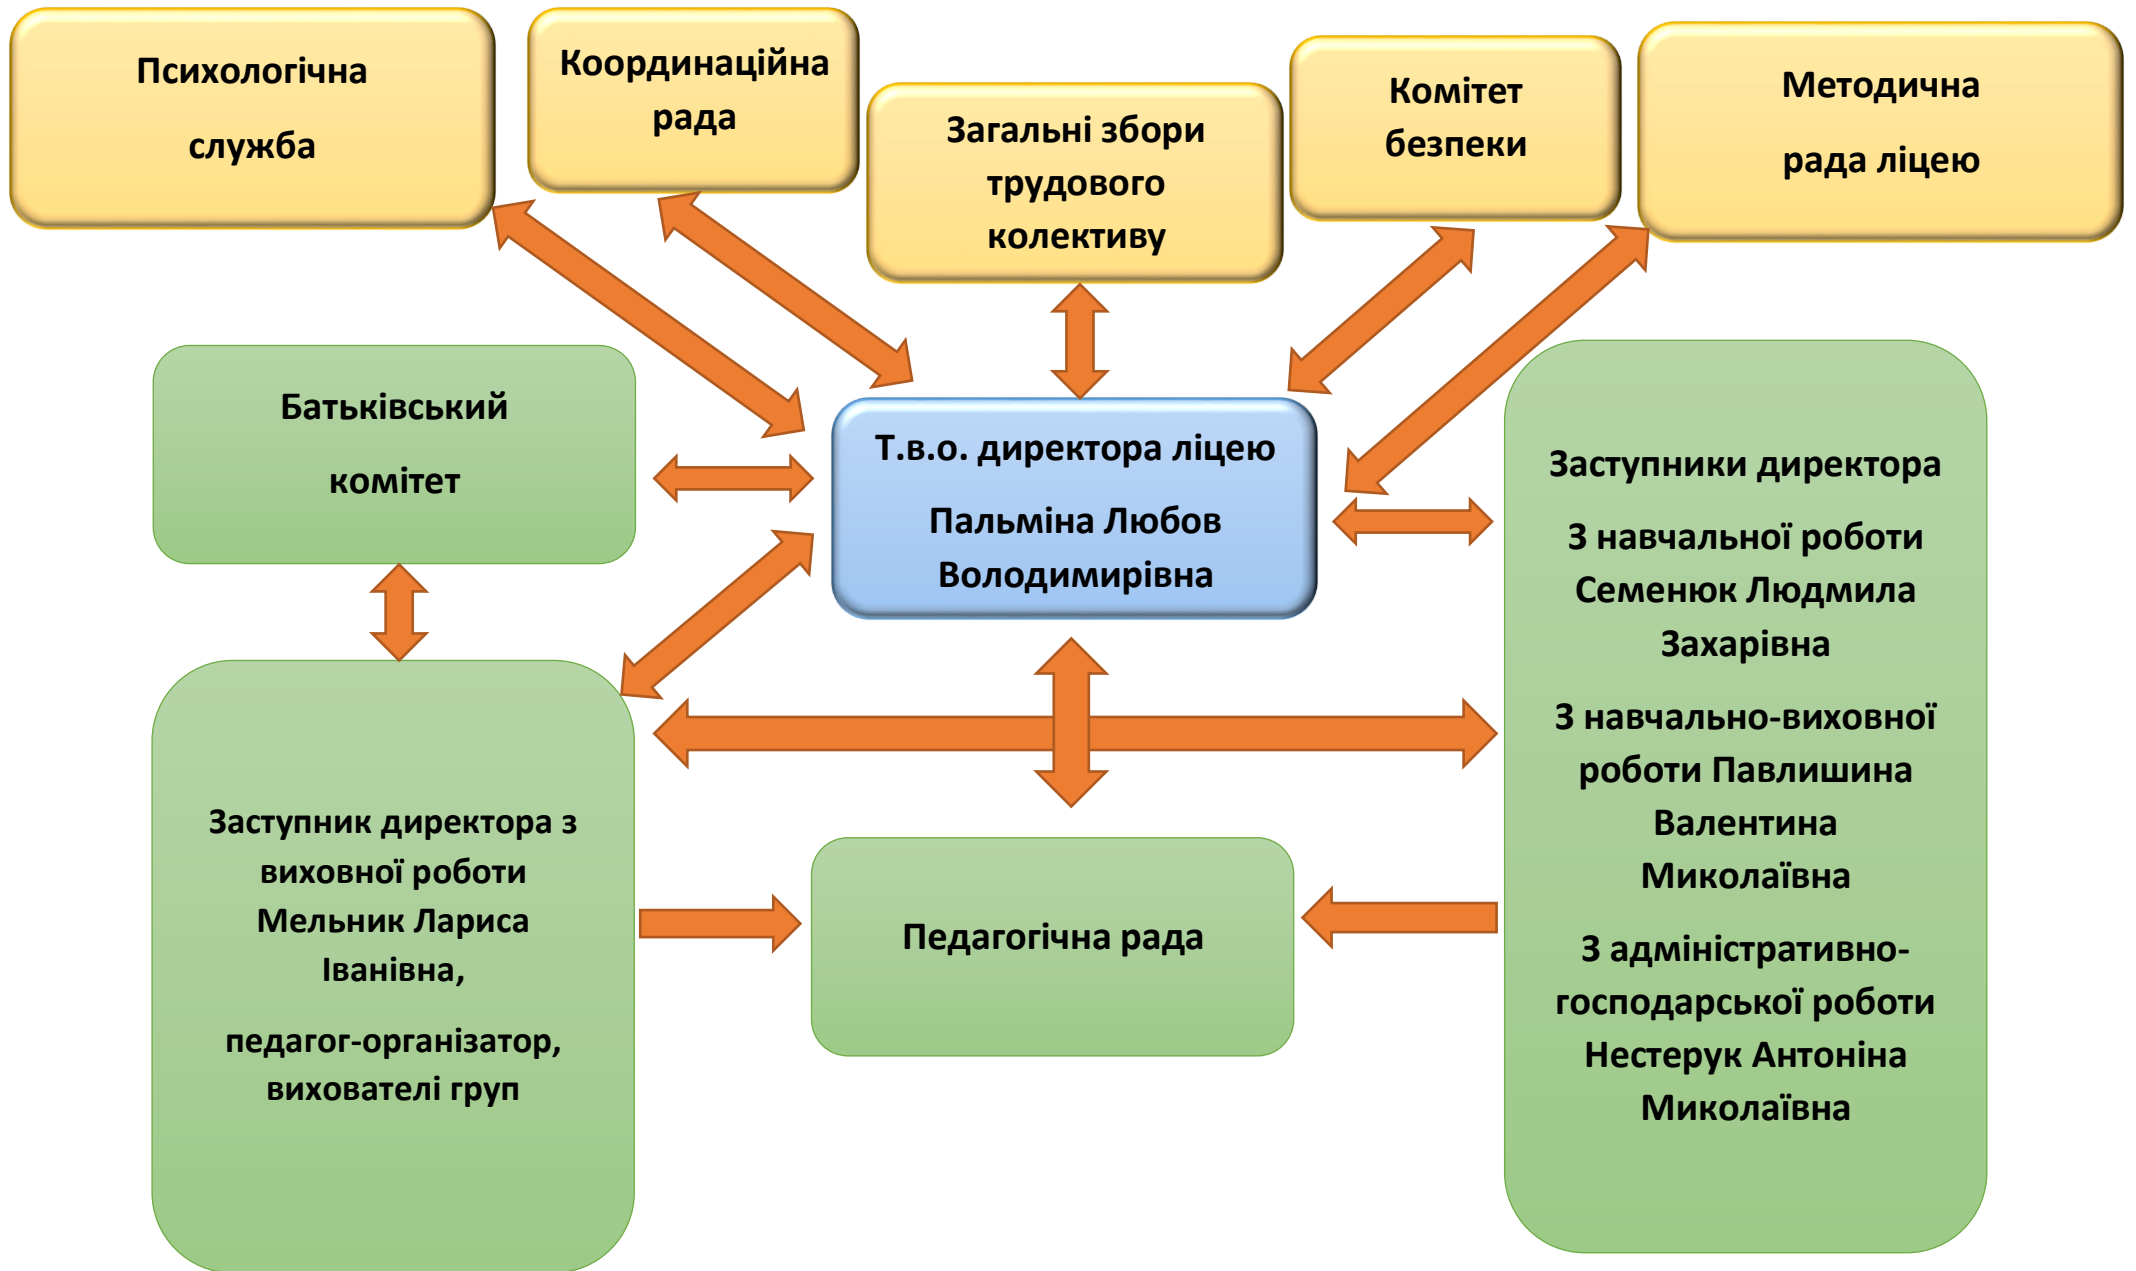 Психологічна
служба
Координаційна
рада
Загальні збори
трудового
колективу
Комітет
безпеки
Методична
рада ліцею
Батьківський
комітет
Т.в.о. директора ліцею
Пальміна Любов
Володимирівна
Заступники директора
З навчальної роботи
Семенюк Людмила
Захарівна
З навчально-виховної
роботи Павлишина
Валентина
Миколаївна
З адміністративно-
господарської роботи
Нестерук Антоніна
Миколаївна
Заступник директора з
виховної роботи
Мельник Лариса
Іванівна,
педагог-організатор,
вихователі груп
Педагогічна рада